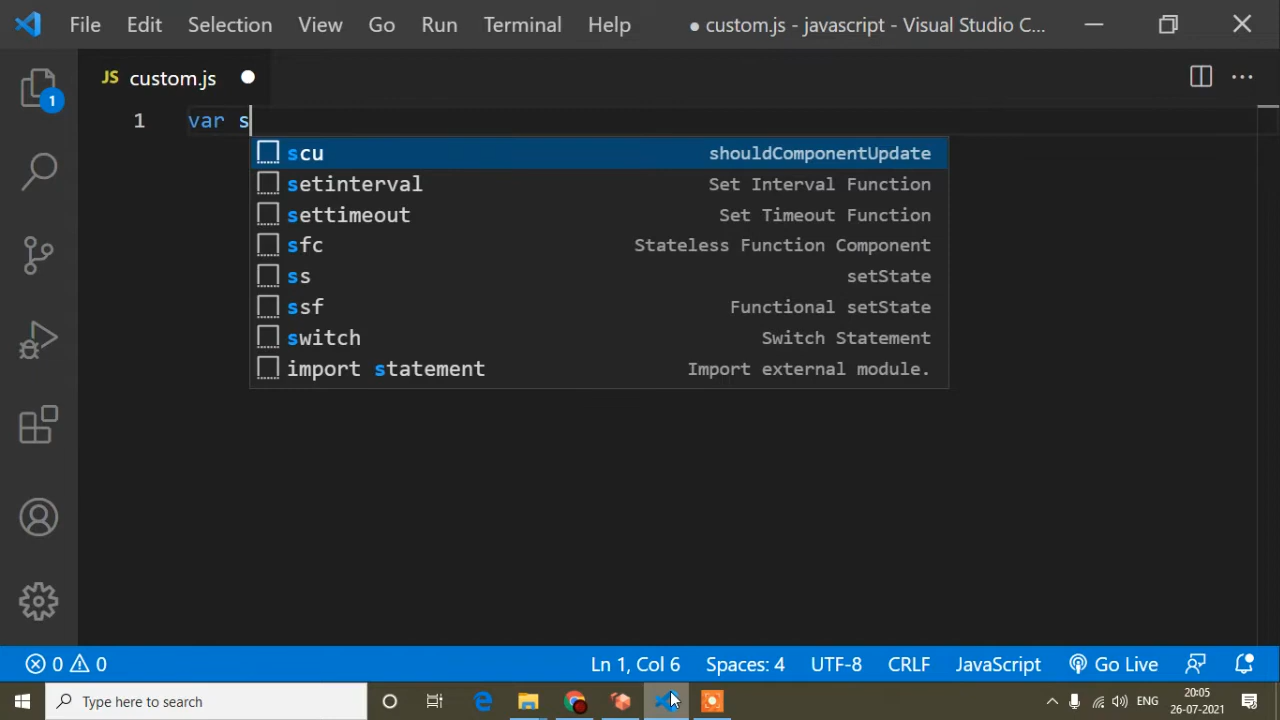 File Edit Selection View Go Run Terminal Help ● custom.js - javascript - Visual Studio C...
JS custom.js ●
1
1 var s
scu shouldComponentUpdate
setinterval Set Interval Function
settimeout Set Timeout Function
sfc Stateless Function Component
ss setState
ssf Functional setState
switch Switch Statement
import statement Import external module.
0 0 Ln 1, Col 6 Spaces: 4 UTF-8 CRLF JavaScript Go Live
Type here to search ENG 20:05
26-07-2021